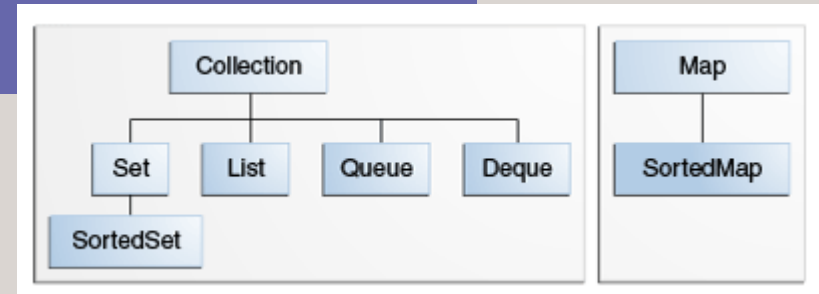 Collection
Map
Set
List
Queue
Deque
SortedMap
SortedSet